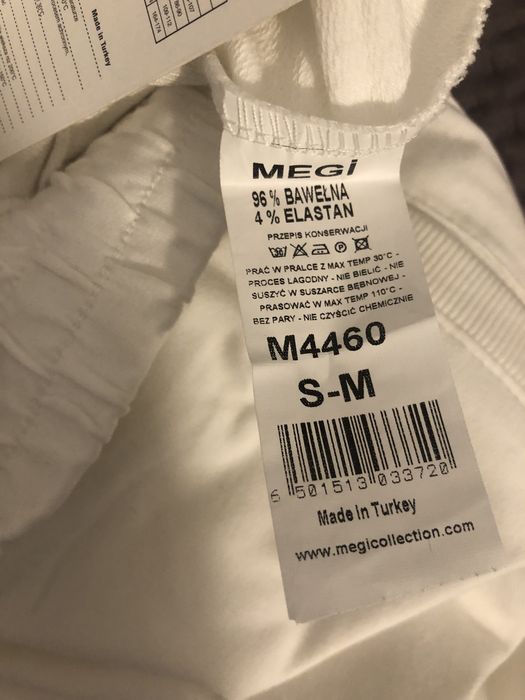 Made in Turkey
MEGi
96 % BAWEŁNA
4 % ELASTAN
PRZEPIS KONSERWACJI
PRAĆ W PRALCE Z MAX TEMP 30°C -
PROCES ŁAGODNY - NIE BIELIĆ - NIE
SUSZYĆ W SUSZARCE BĘBNOWEJ -
PRASOWAĆ W MAX TEMP 110°C -
BEZ PARY - NIE CZYŚCIĆ CHEMICZNIE
M4460
S-M
6 501513 033720
Made in Turkey
www.megicollection.com